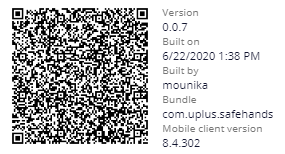 Version
0.0.7
Built on
6/22/2020 1:38 PM
Built by
mounika
Bundle
com.uplus.safehands
Mobile client version
8.4.302